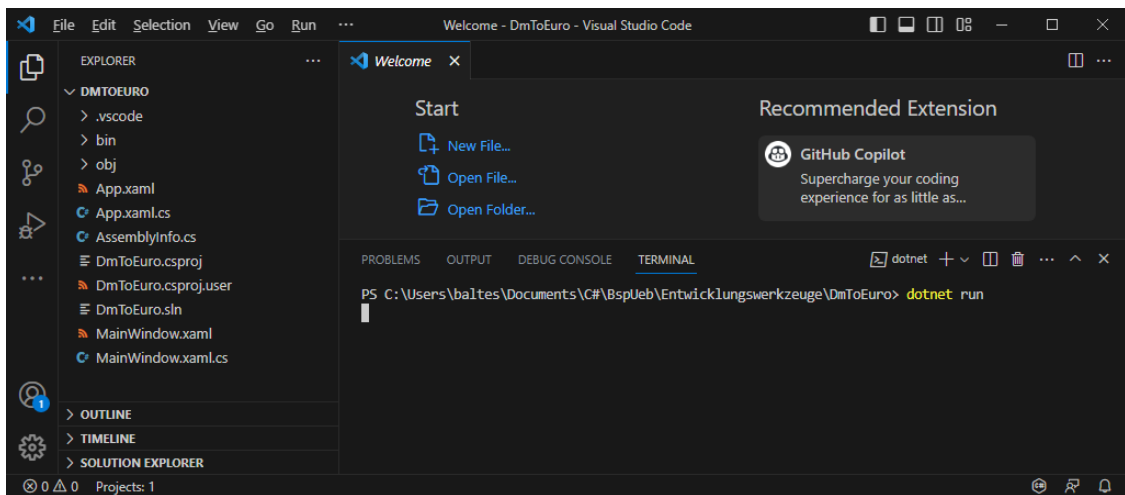 File Edit Selection View Go Run ··· Welcome - DmToEuro - Visual Studio Code
EXPLORER ···
DMTOEURO
.vscode
bin
obj
App.xaml
App.xaml.cs
AssemblyInfo.cs
DmToEuro.csproj
DmToEuro.csproj.user
DmToEuro.sln
MainWindow.xaml
MainWindow.xaml.cs
OUTLINE
TIMELINE
SOLUTION EXPLORER
Welcome
Start
New File...
Open File...
Open Folder...
Recommended Extension
GitHub Copilot
Supercharge your coding
experience for as little as...
PROBLEMS OUTPUT DEBUG CONSOLE TERMINAL dotnet
PS C:\Users\baltes\Documents\C#\BspUeb\Entwicklungswerkzeuge\DmToEuro> dotnet run
1
0 0 Projects: 1